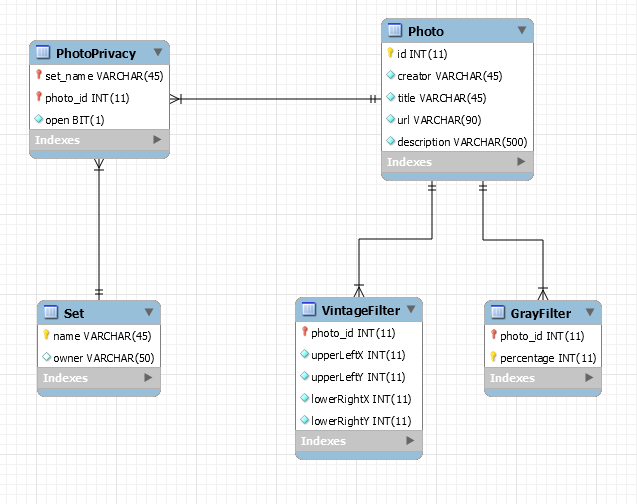 PhotoPrivacy
set_name VARCHAR(45)
photo_id INT(11)
open BIT(1)
Indexes
Photo
id INT(11)
creator VARCHAR(45)
title VARCHAR(45)
url VARCHAR(90)
description VARCHAR(500)
Indexes
Set
name VARCHAR(45)
owner VARCHAR(50)
Indexes
VintageFilter
photo_id INT(11)
upperLeftX INT(11)
upperLeftY INT(11)
lowerRightX INT(11)
lowerRightY INT(11)
Indexes
GrayFilter
photo_id INT(11)
percentage INT(11)
Indexes